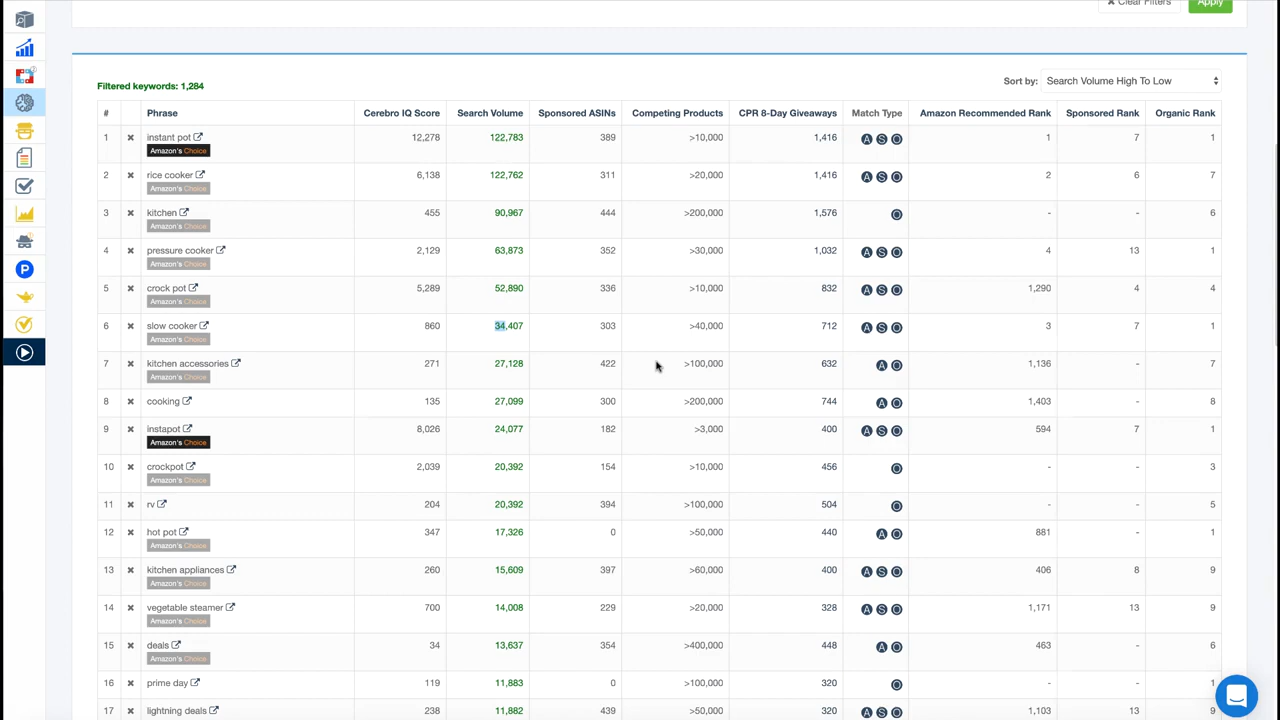 Clear Filters
Apply
Filtered keywords: 1,284
Sort by: Search Volume High To Low
# Phrase Cerebro IQ Score Search Volume Sponsored ASINs Competing Products CPR 8-Day Giveaways Match Type Amazon Recommended Rank Sponsored Rank Organic Rank
1 instant pot 12,278 122,783 389 >10,000 1,416 A S O 1 7 1
Amazon's Choice
2 rice cooker 6,138 122,762 311 >20,000 1,416 A S O 2 6 7
Amazon's Choice
3 kitchen 455 90,967 444 >200,000 1,576 O - - 6
Amazon's Choice
4 pressure cooker 2,129 63,873 352 >30,000 1,032 A S O 4 13 1
Amazon's Choice
5 crock pot 5,289 52,890 336 >10,000 832 A S O 1,290 4 4
Amazon's Choice
6 slow cooker 860 34,407 303 >40,000 712 A S O 3 7 1
Amazon's Choice
7 kitchen accessories 271 27,128 422 >100,000 632 A O 1,136 - 7
Amazon's Choice
8 cooking 135 27,099 300 >200,000 744 A O 1,403 - 8
9 instapot 8,026 24,077 182 >3,000 400 A S O 594 7 1
Amazon's Choice
10 crockpot 2,039 20,392 154 >10,000 456 O - - 3
Amazon's Choice
11 rv 204 20,392 394 >100,000 504 O - - 5
12 hot pot 347 17,326 0 >50,000 440 A O 881 - 1
Amazon's Choice
13 kitchen appliances 260 15,609 397 >60,000 400 A S O 406 8 9
Amazon's Choice
14 vegetable steamer 700 14,008 229 >20,000 328 A S O 1,171 13 9
Amazon's Choice
15 deals 34 13,637 354 >400,000 448 A O 463 - 6
Amazon's Choice
16 prime day 119 11,883 0 >100,000 320 O - - 1
17 lightning deals 238 11,882 439 >50,000 320 A S O 1,103 13 9